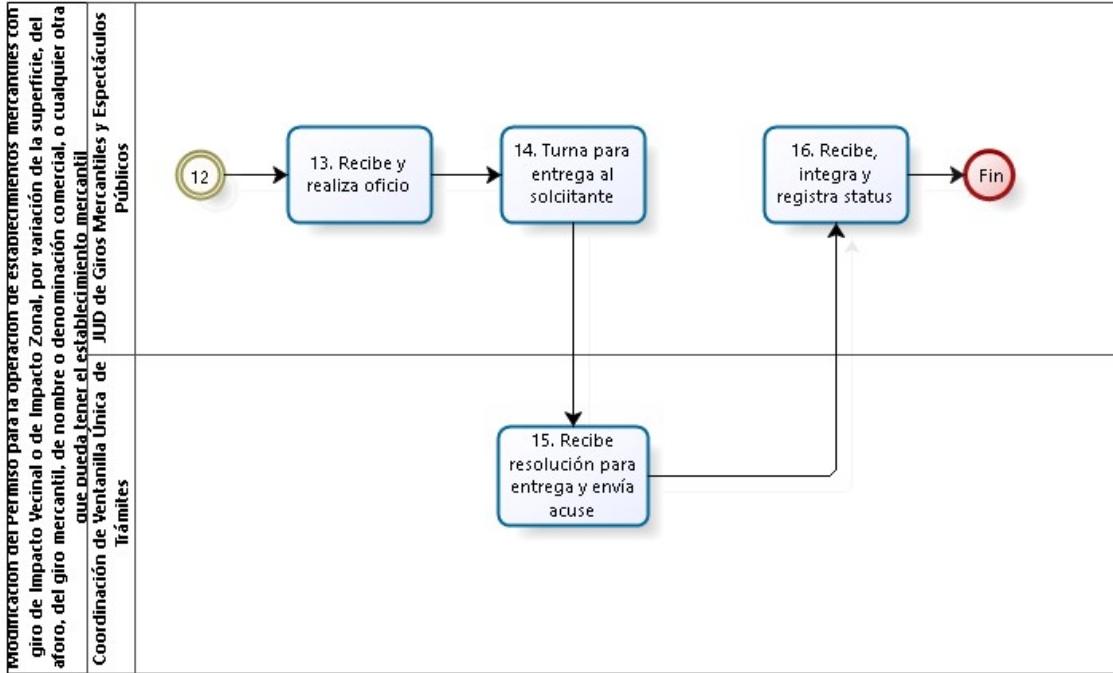 Modificación del Permiso para la operación de establecimientos mercantiles con
giro de Impacto Vecinal o de Impacto Zonal, por variación de la superficie, del
aforo, del giro mercantil, de nombre o denominación comercial, o cualquier otra
que pueda tener el establecimiento mercantil
JUD de Giros Mercantiles y Espectáculos
Públicos
12
13. Recibe y
realiza oficio
14. Turna para
entrega al
solciitante
16. Recibe,
integra y
registra status
Fin
Coordinación de Ventanilla Única de
Trámites
15. Recibe
resolución para
entrega y envía
acuse